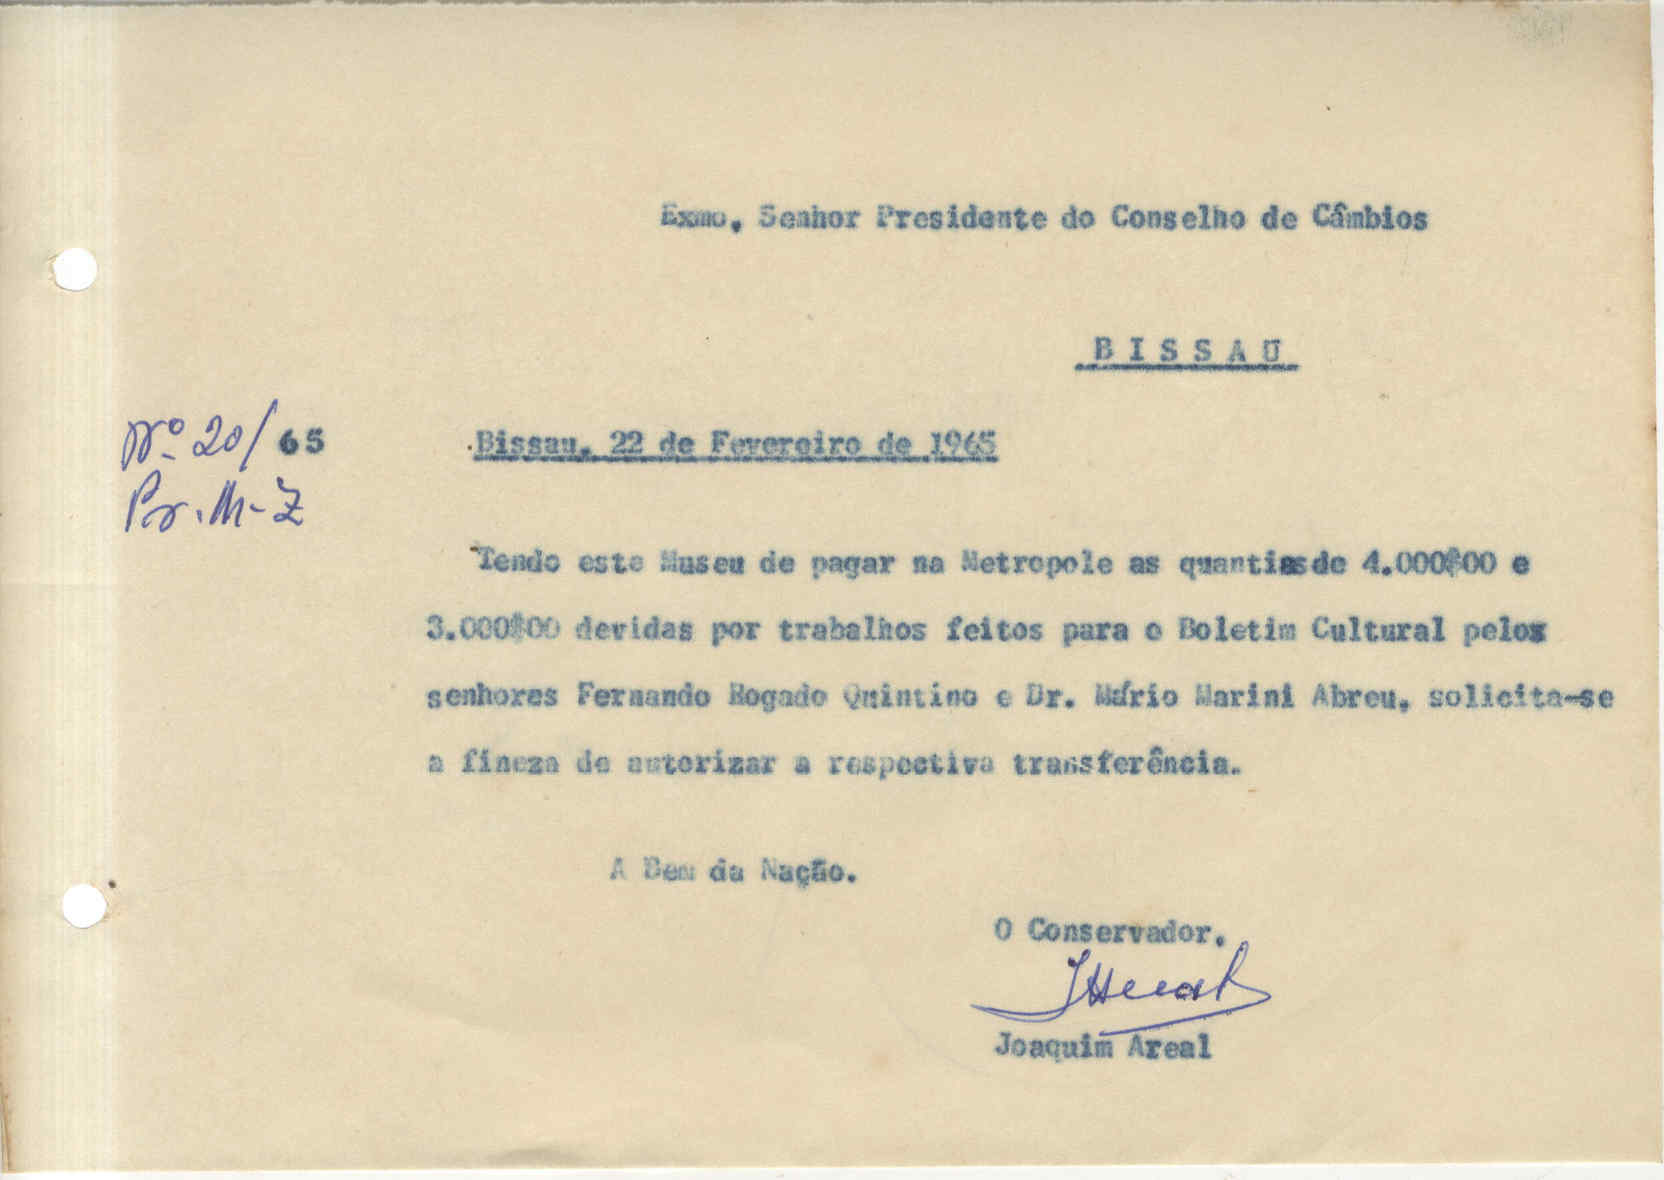 Exmo. Senhor Presidente do Conselho de Câmbios
BISSAU
Nº 20/65
Bissau, 22 de Fevereiro de 1965
Pr. M-Z
Tendo este Museu de pagar na Metropole as quantias de 4.000$00 e
3.000$00 devidas por trabalhos feitos para o Boletim Cultural pelos
senhores Fernando Rogado Quintino e Dr. Mário Marini Abreu, solicita-se
a fineza de autorizar a respectiva transferência.
A Bem da Nação.
O Conservador,
JAreal
Joaquim Areal